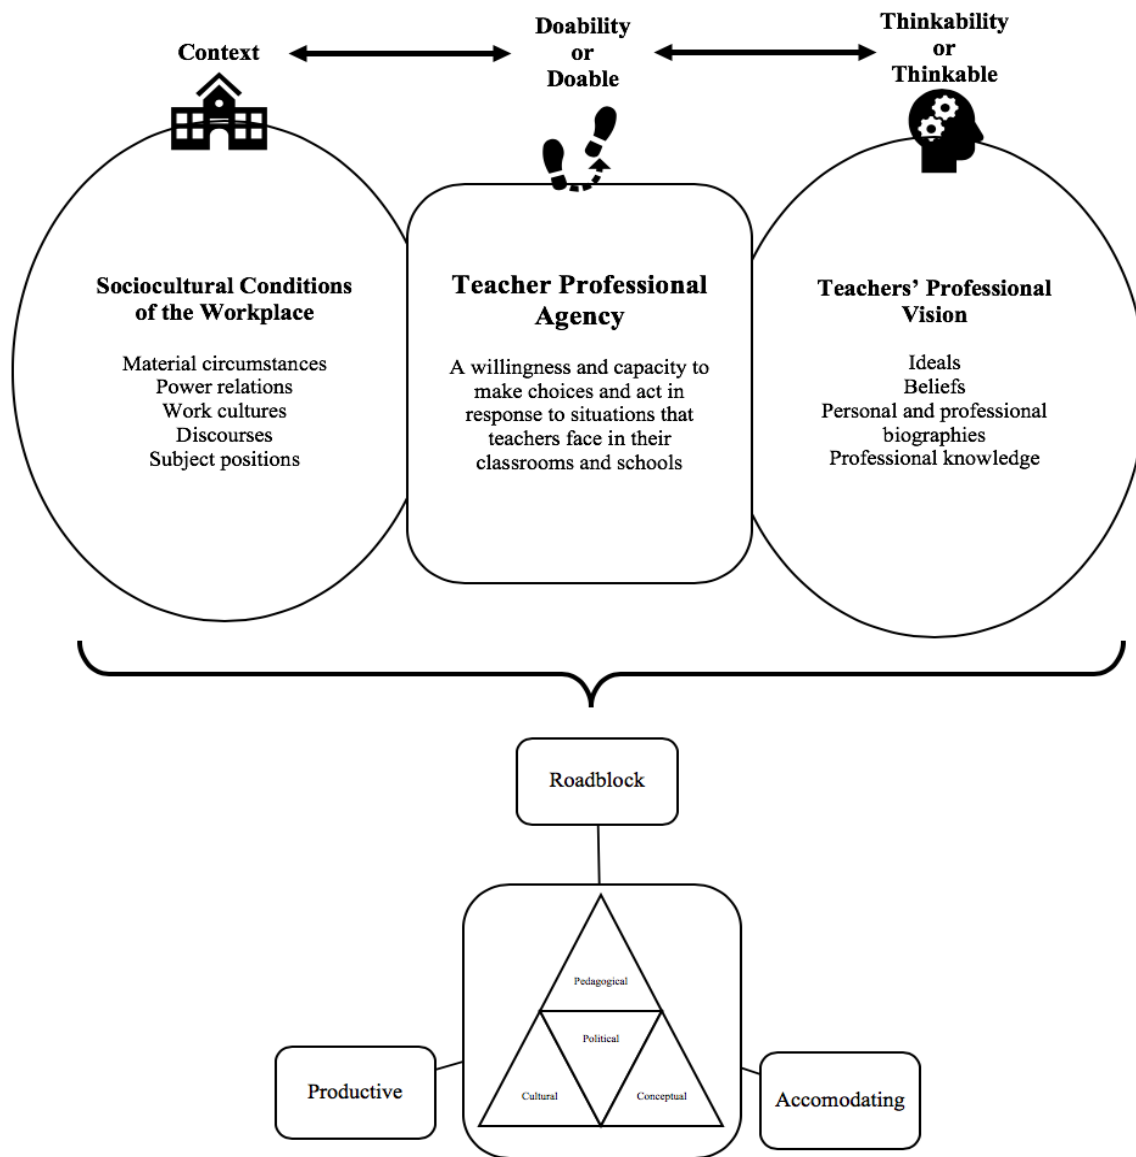 Context
Doability
or
Doable
Thinkability
or
Thinkable
Sociocultural Conditions
of the Workplace
Material circumstances
Power relations
Work cultures
Discourses
Subject positions
Teacher Professional
Agency
A willingness and capacity to
make choices and act in
response to situations that
teachers face in their
classrooms and schools
Teachers’ Professional
Vision
Ideals
Beliefs
Personal and professional
biographies
Professional knowledge
Roadblock
Pedagogical
Political
Cultural
Conceptual
Productive
Accomodating